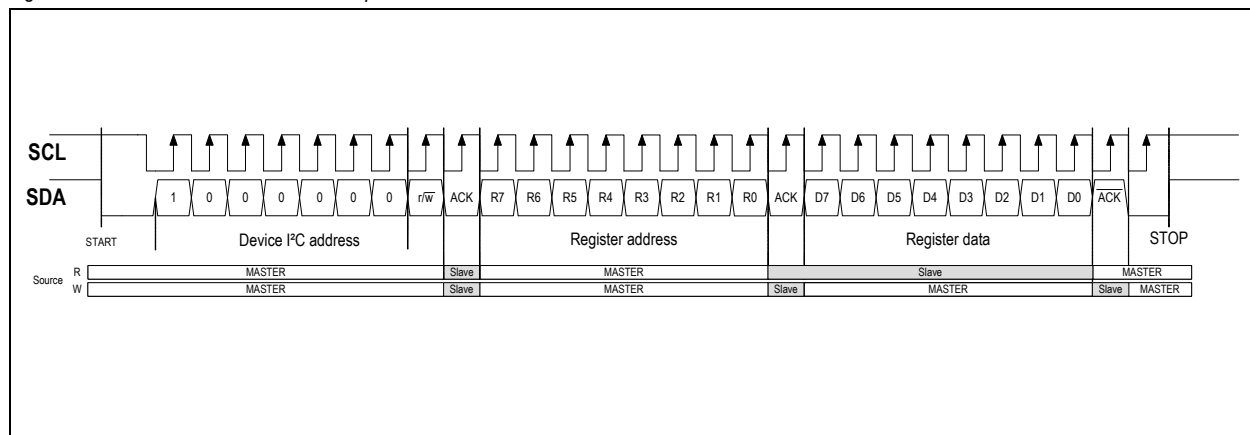 SCL
SDA 1 0 0 0 0 0 0 r/w ACK R7 R6 R5 R4 R3 R2 R1 R0 ACK D7 D6 D5 D4 D3 D2 D1 D0 ACK
START Device I²C address Register address Register data STOP
Source R MASTER Slave MASTER Slave MASTER
W MASTER Slave MASTER Slave MASTER Slave MASTER